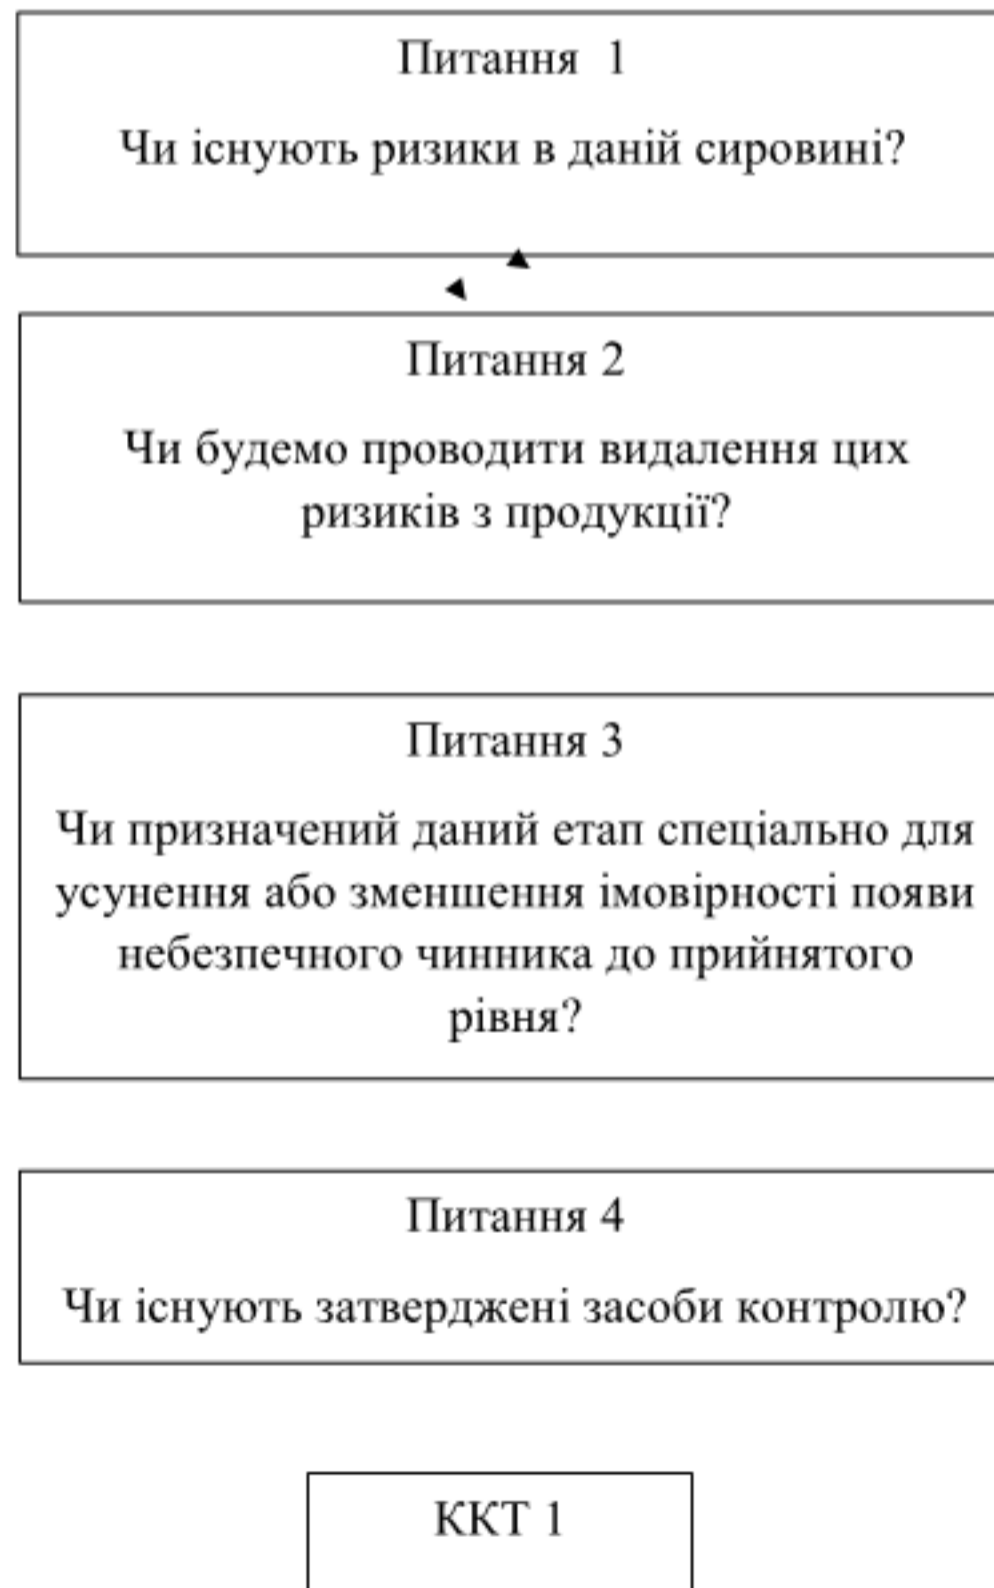 Питання 1
Чи існують ризики в даній сировині?
Питання 2
Чи будемо проводити видалення цих
ризиків з продукції?
Питання 3
Чи призначений даний етап спеціально для
усунення або зменшення імовірності появи
небезпечного чинника до прийнятого
рівня?
Питання 4
Чи існують затверджені засоби контролю?
ККТ 1